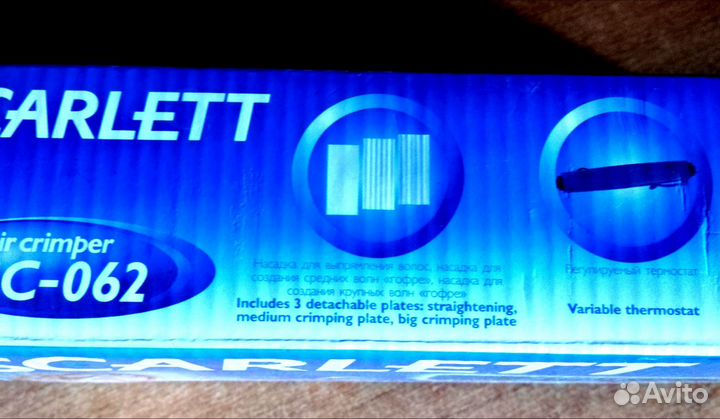 CARLETT
ir crimper
C-062
Насадка для выпрямления волос, насадка для
создания средних волн «гофре», насадка для
создания крупных волн «гофре»
Includes 3 detachable plates: straightening,
medium crimping plate, big crimping plate
Регулируемый термостат
Variable thermostat
SCARLETT
Avito